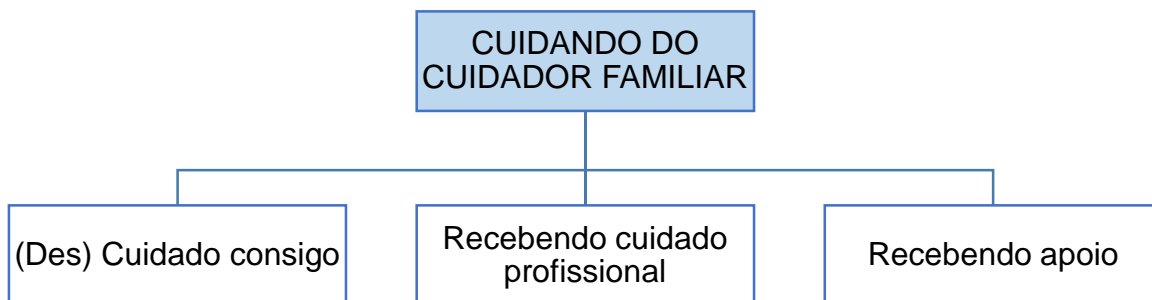 CUIDANDO DO
CUIDADOR FAMILIAR
(Des) Cuidado consigo
Recebendo cuidado
profissional
Recebendo apoio